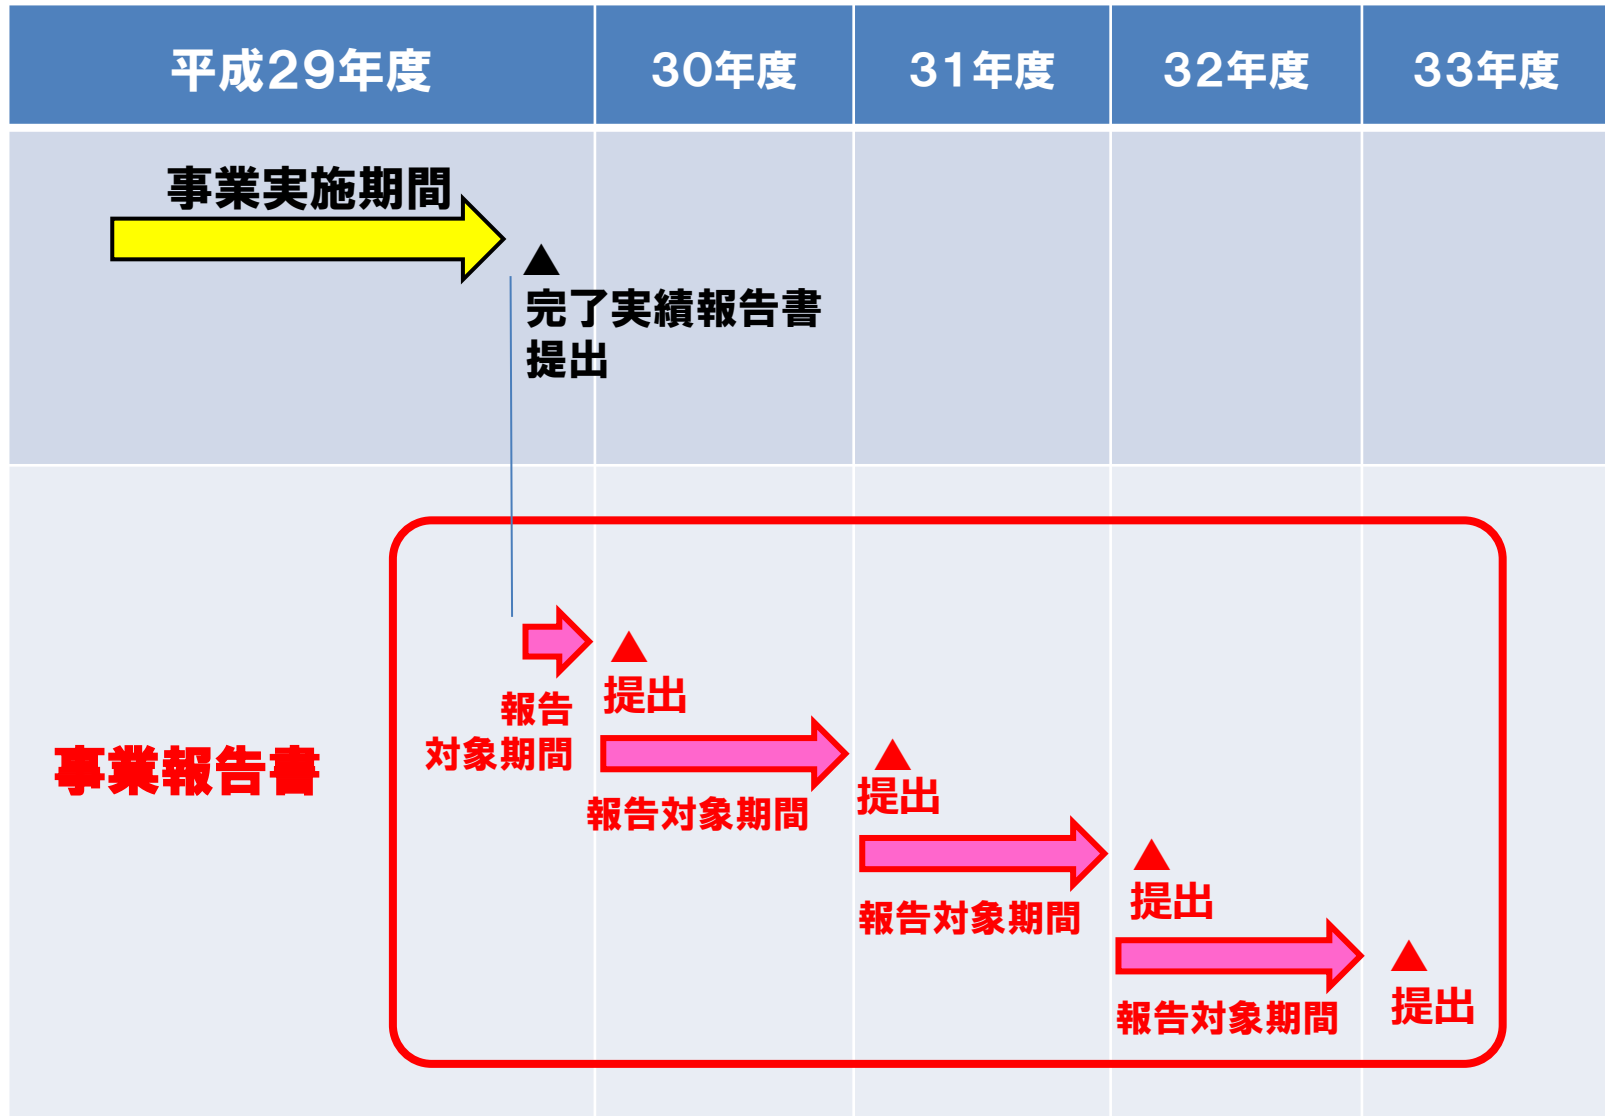 平成29年度
30年度
31年度
32年度
33年度
事業実施期間
▲
完了実績報告書
提出
事業報告書
報告
対象期間
▲
提出
報告対象期間
▲
提出
報告対象期間
▲
提出
報告対象期間
▲
提出